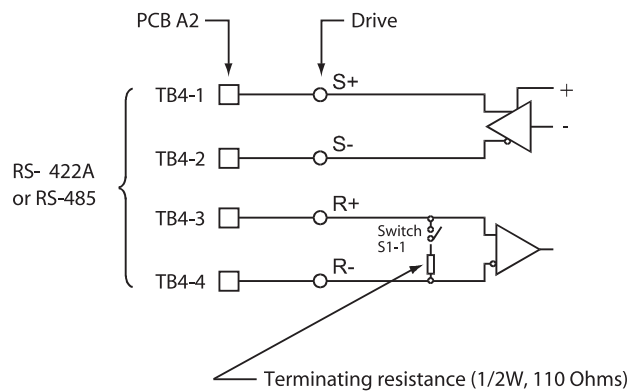 PCB A2
Drive
TB4-1
S+
+
-
TB4-2
S-
RS- 422A
or RS-485
TB4-3
R+
Switch
S1-1
TB4-4
R-
Terminating resistance (1/2W, 110 Ohms)